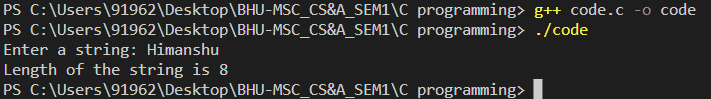 PS C:\Users\91962\Desktop\BHU-MSC_CS&A_SEM1\C programming> g++ code.c -o code
PS C:\Users\91962\Desktop\BHU-MSC_CS&A_SEM1\C programming> ./code
Enter a string: Himanshu
Length of the string is 8
PS C:\Users\91962\Desktop\BHU-MSC_CS&A_SEM1\C programming>